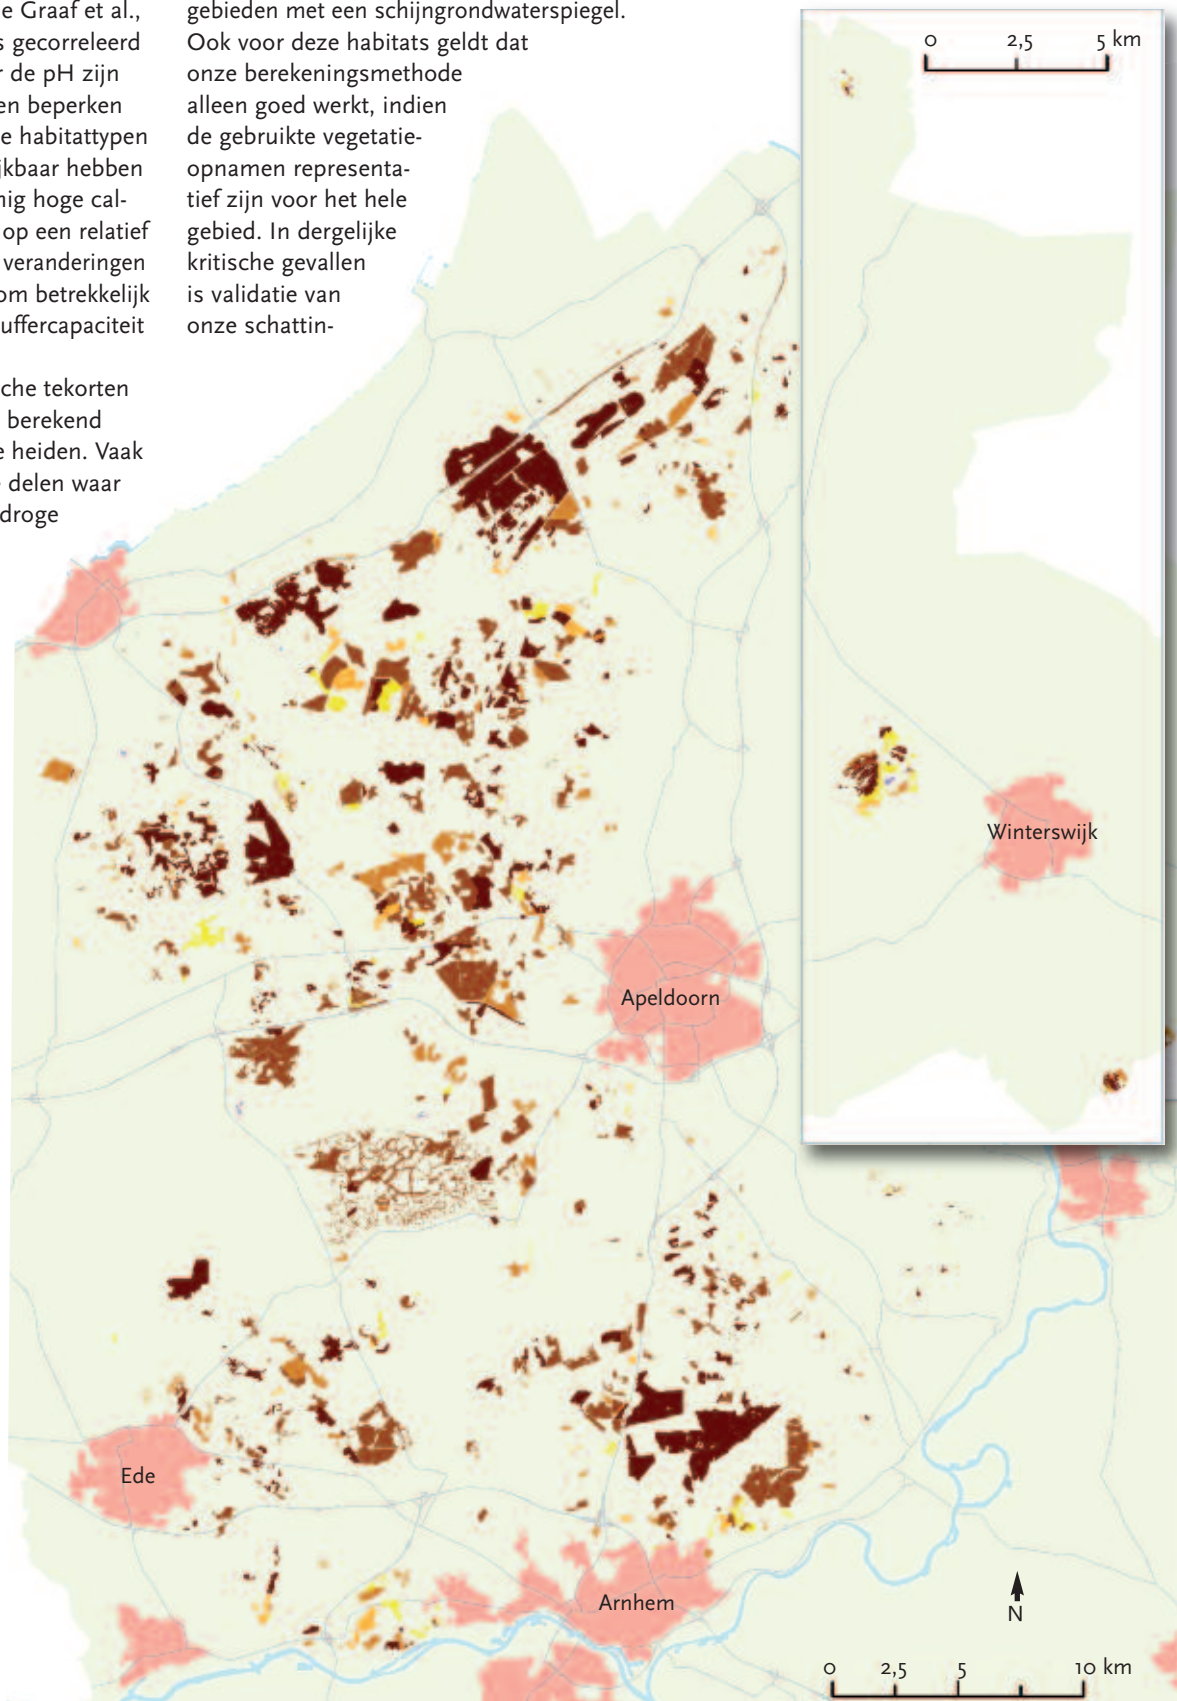 e Graaf et al.,
s gecorreleerd
r de pH zijn
en beperken
e habitattypen
jkbaar hebben
nig hoge cal-
op een relatief
veranderingen
om betrekkelijk
uffercapaciteit
che tekorten
berekend
e heiden. Vaak
delen waar
droge
gebieden met een schijngrondwaterspiegel.
Ook voor deze habitats geldt dat
onze berekeningsmethode
alleen goed werkt, indien
de gebruikte vegetatie-
opnamen representa-
tief zijn voor het hele
gebied. In dergelijke
kritische gevallen
is validatie van
onze schattin-
0 2,5 5 km
Winterswijk
Apeldoorn
Ede
Arnhem
N
0 2,5 5 10 km